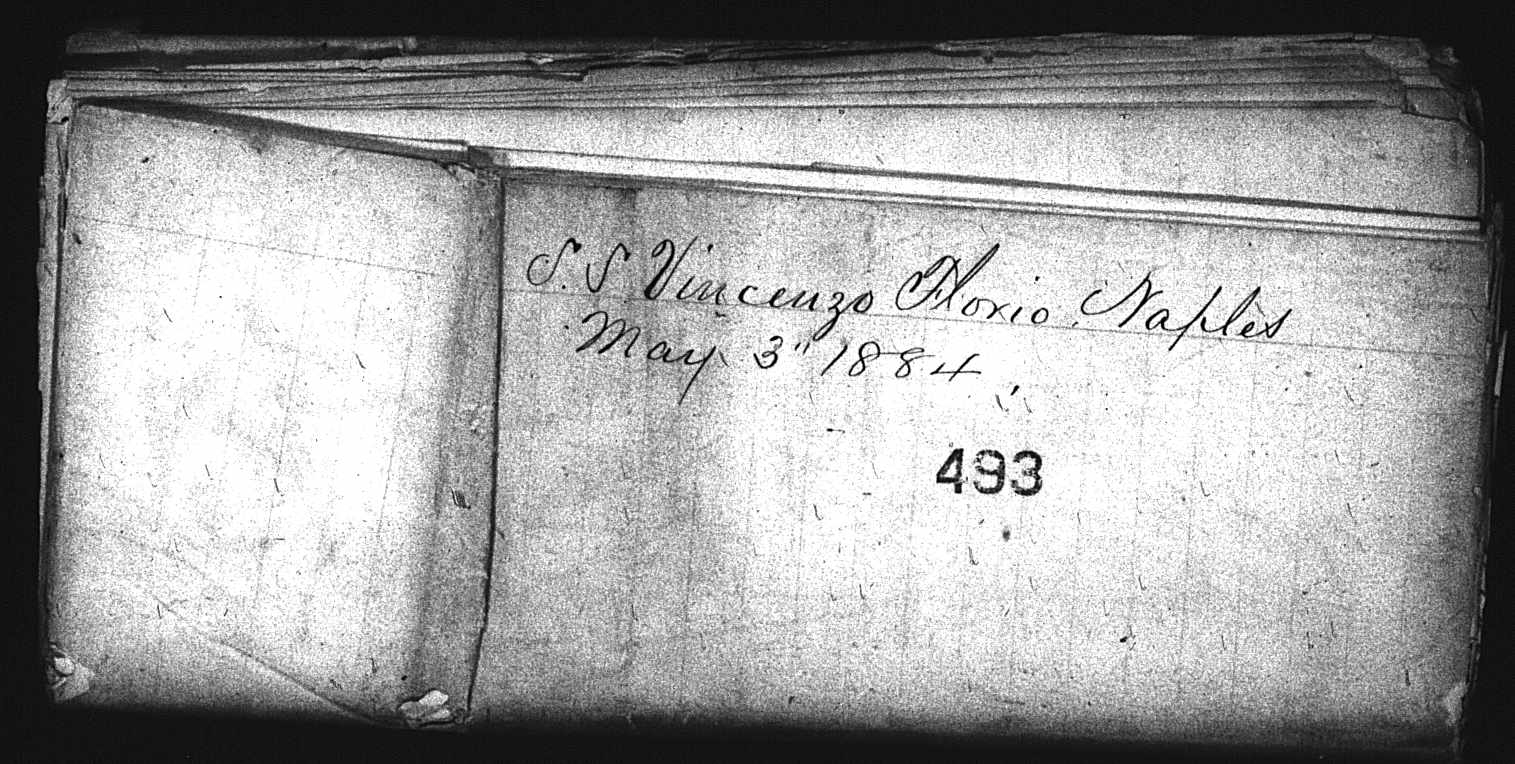 S. S Vincenzo Florio Naples
May 3" 1884
493